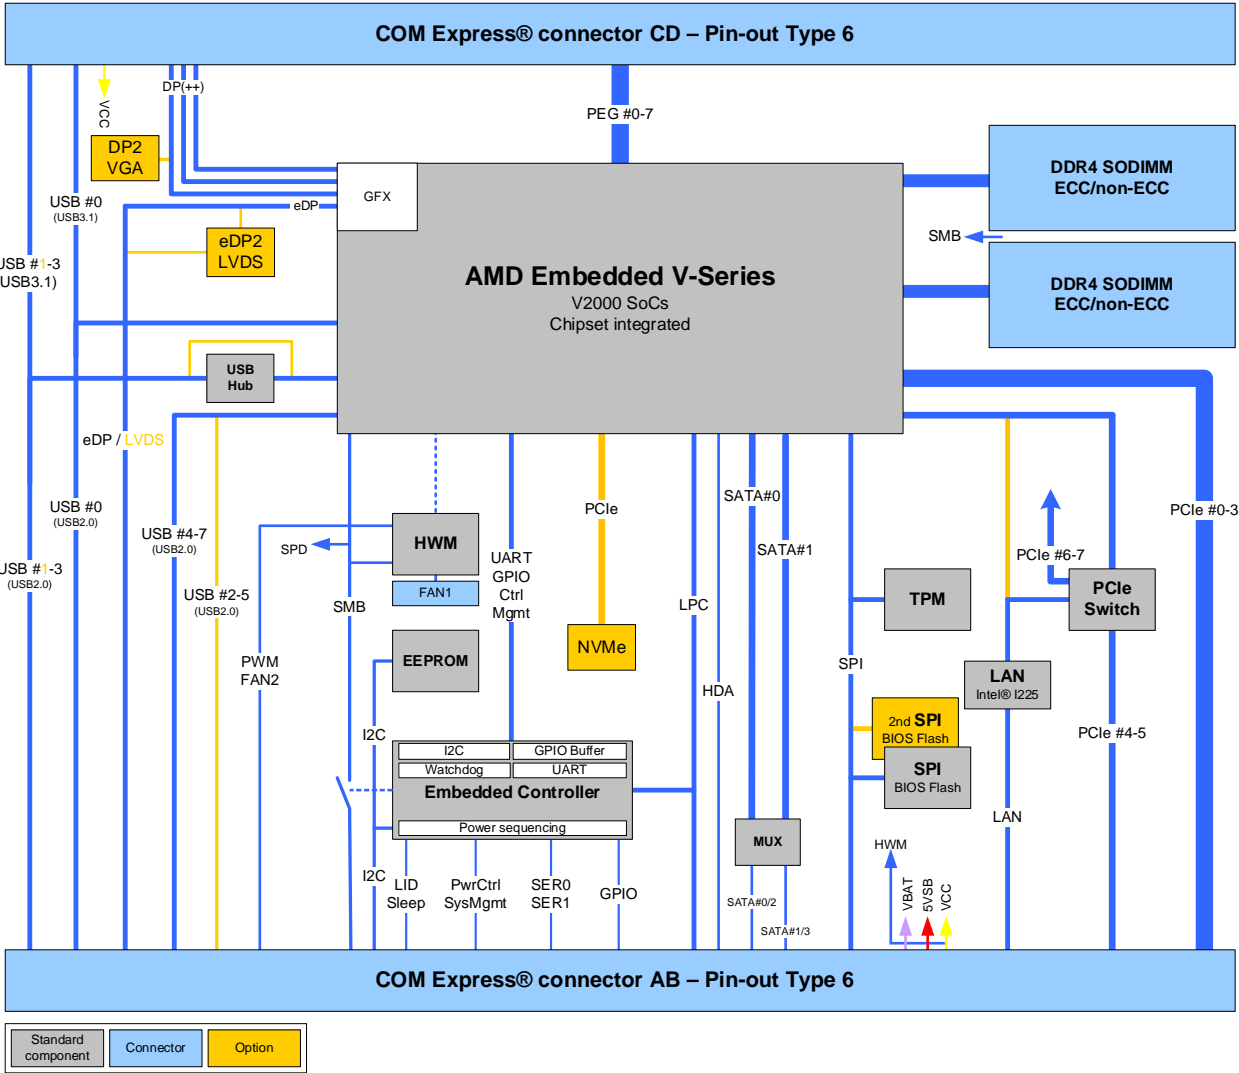 COM Express® connector CD – Pin-out Type 6
DP(++)
VCC
PEG #0-7
DP2
VGA
DDR4 SODIMM
ECC/non-ECC
USB #0
(USB3.1)
GFX
eDP
SMB
eDP2
LVDS
USB #1-3
(USB3.1)
AMD Embedded V-Series
V2000 SoCs
Chipset integrated
DDR4 SODIMM
ECC/non-ECC
USB
Hub
eDP / LVDS
USB #0
(USB2.0)
USB #4-7
(USB2.0)
USB #1-3
(USB2.0)
USB #2-5
(USB2.0)
SPD
HWM
FAN1
SMB
UART
GPIO
Ctrl
Mgmt
PCIe
SATA#0
SATA#1
PCIe #0-3
PCIe #6-7
PCIe
Switch
TPM
LPC
PWM
FAN2
EEPROM
NVMe
SPI
HDA
LAN
Intel® I225
I2C
2nd SPI
BIOS Flash
PCIe #4-5
I2C
GPIO Buffer
Watchdog
UART
Embedded Controller
Power sequencing
SPI
BIOS Flash
LAN
MUX
HWM
I2C
LID
Sleep
PwrCtrl
SysMgmt
SER0
SER1
GPIO
SATA#0/2
SATA#1/3
VBAT
5VSB
VCC
COM Express® connector AB – Pin-out Type 6
Standard
component
Connector
Option